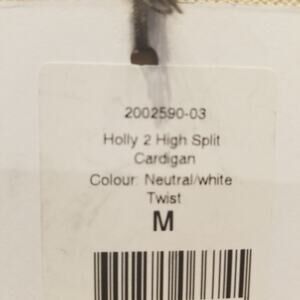 2002590-03
Holly 2 High Split
Cardigan
Colour: Neutral/white
Twist
M